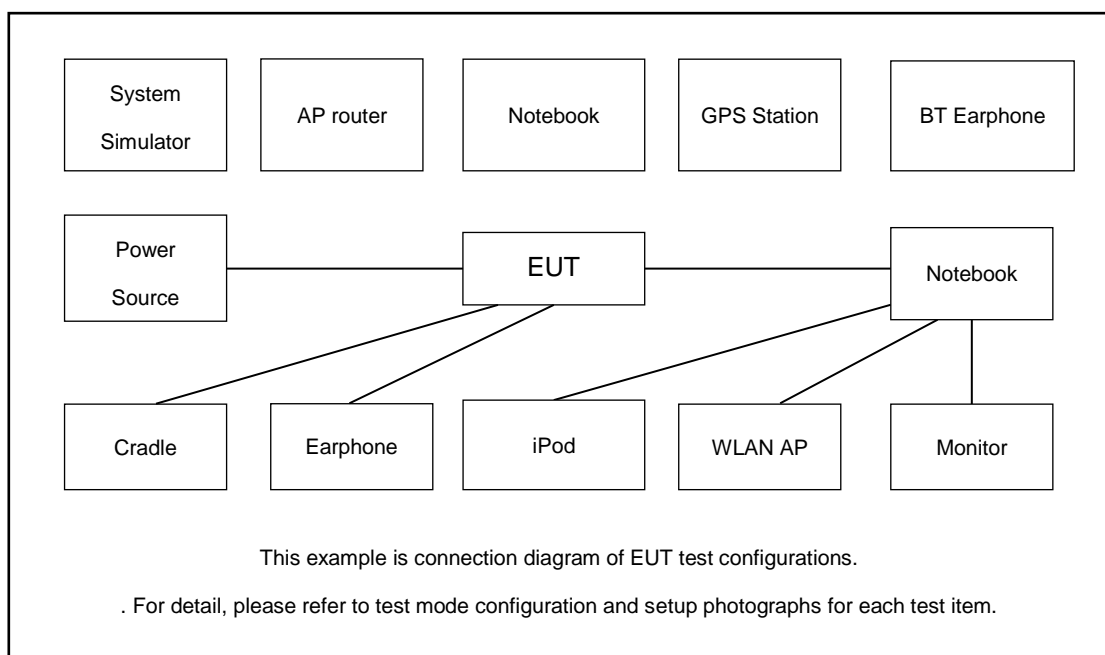 System
Simulator
AP router
Notebook
GPS Station
BT Earphone
Power
Source
EUT
Notebook
Cradle
Earphone
iPod
WLAN AP
Monitor
This example is connection diagram of EUT test configurations.
. For detail, please refer to test mode configuration and setup photographs for each test item.